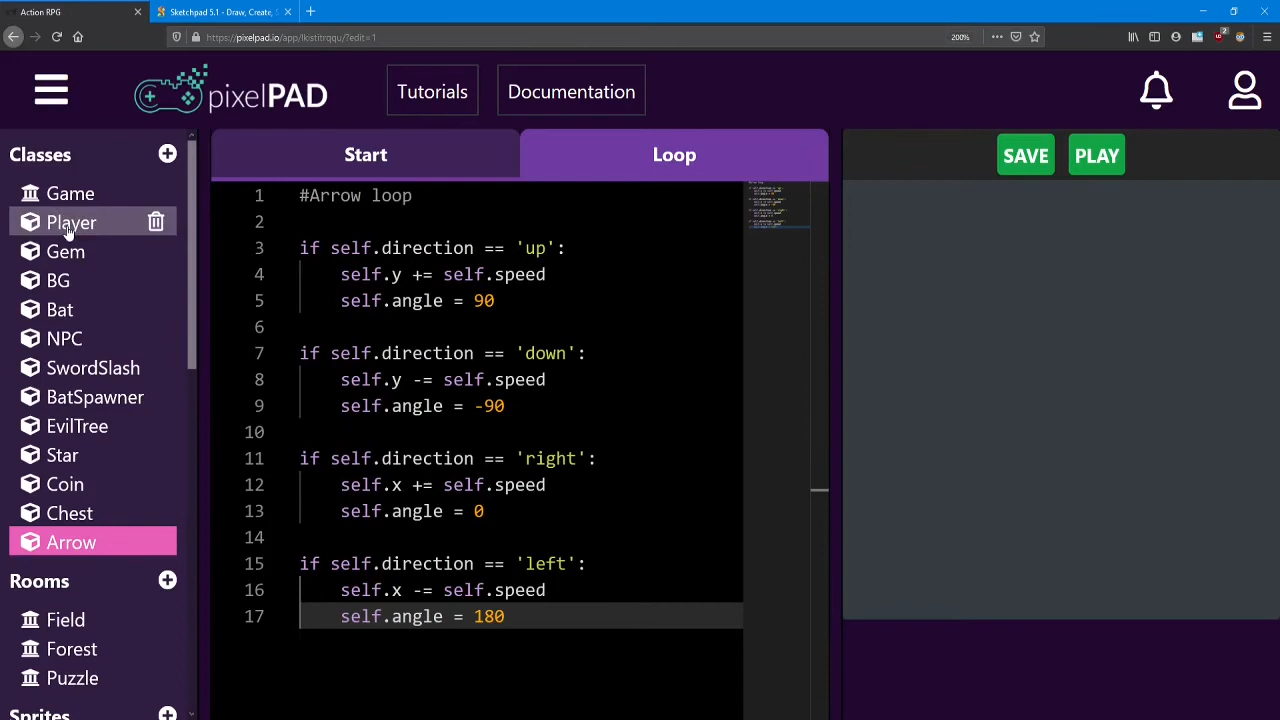 Action RPG
Sketchpad 5.1 - Draw, Create, S
https://pixelpad.io/app/lkistitrqqu/?edit=1
200%
2
pixelPAD
Tutorials
Documentation
Classes
Game
Player
Gem
BG
Bat
NPC
SwordSlash
BatSpawner
EvilTree
Star
Coin
Chest
Arrow
Rooms
Field
Forest
Puzzle
Sprites
Start
Loop
1 #Arrow loop
2
3 if self.direction == 'up':
4 self.y += self.speed
5 self.angle = 90
6
7 if self.direction == 'down':
8 self.y -= self.speed
9 self.angle = -90
10
11 if self.direction == 'right':
12 self.x += self.speed
13 self.angle = 0
14
15 if self.direction == 'left':
16 self.x -= self.speed
17 self.angle = 180
SAVE
PLAY